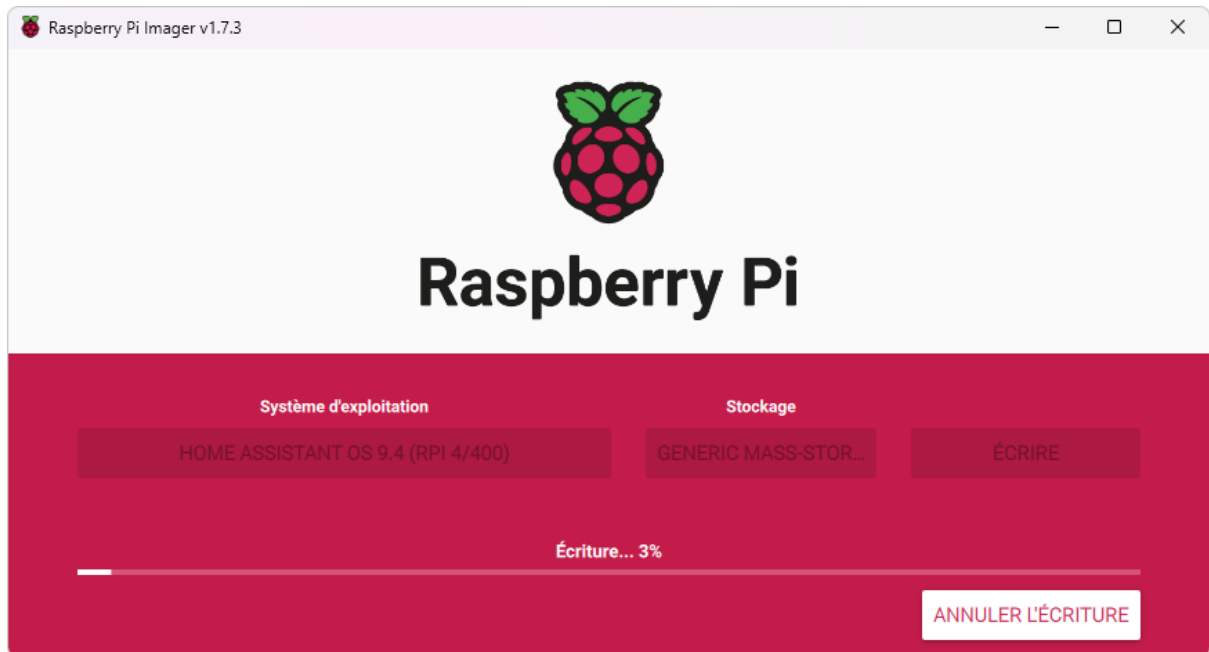 Raspberry Pi Imager v1.7.3
Raspberry Pi
Système d'exploitation
Stockage
HOME ASSISTANT OS 9.4 (RPI 4/400)
GENERIC MASS-STOR...
ÉCRIRE
Écriture... 3%
ANNULER L'ÉCRITURE